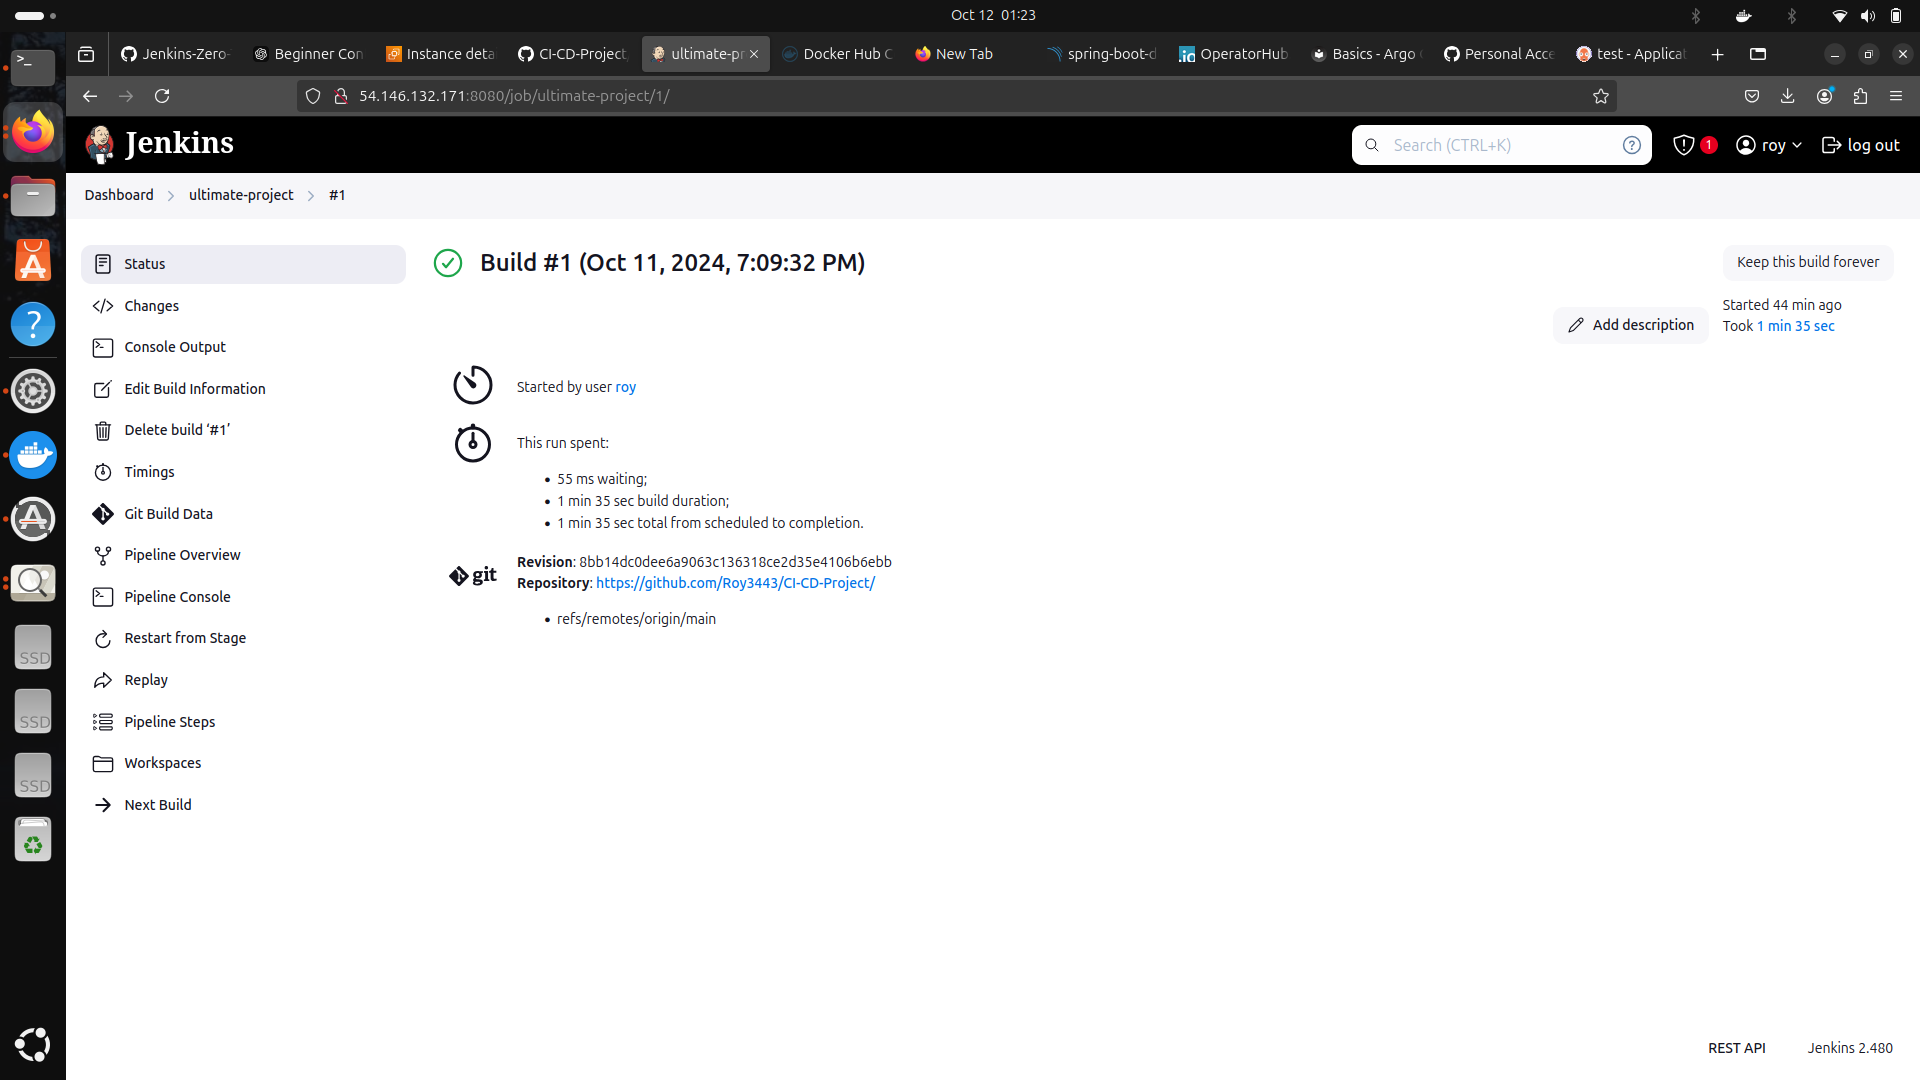 Oct 12 01:23
Jenkins-Zero-
Beginner Con
Instance deta
CI-CD-Project
ultimate-pr
Docker Hub C
New Tab
spring-boot-d
OperatorHub
Basics - Argo
Personal Acce
test - Applicat
54.146.132.171:8080/job/ultimate-project/1/
Jenkins
Search (CTRL+K)
1
roy
log out
Dashboard
ultimate-project
#1
Status
Changes
Console Output
Edit Build Information
Delete build ‘#1’
Timings
Git Build Data
Pipeline Overview
Pipeline Console
Restart from Stage
Replay
Pipeline Steps
Workspaces
Next Build
Build #1 (Oct 11, 2024, 7:09:32 PM)
Keep this build forever
Add description
Started 44 min ago
Took 1 min 35 sec
Started by user roy
This run spent:
• 55 ms waiting;
• 1 min 35 sec build duration;
• 1 min 35 sec total from scheduled to completion.
git
Revision: 8bb14dc0dee6a9063c136318ce2d35e4106b6ebb
Repository: https://github.com/Roy3443/CI-CD-Project/
• refs/remotes/origin/main
SSD
SSD
SSD
REST API
Jenkins 2.480